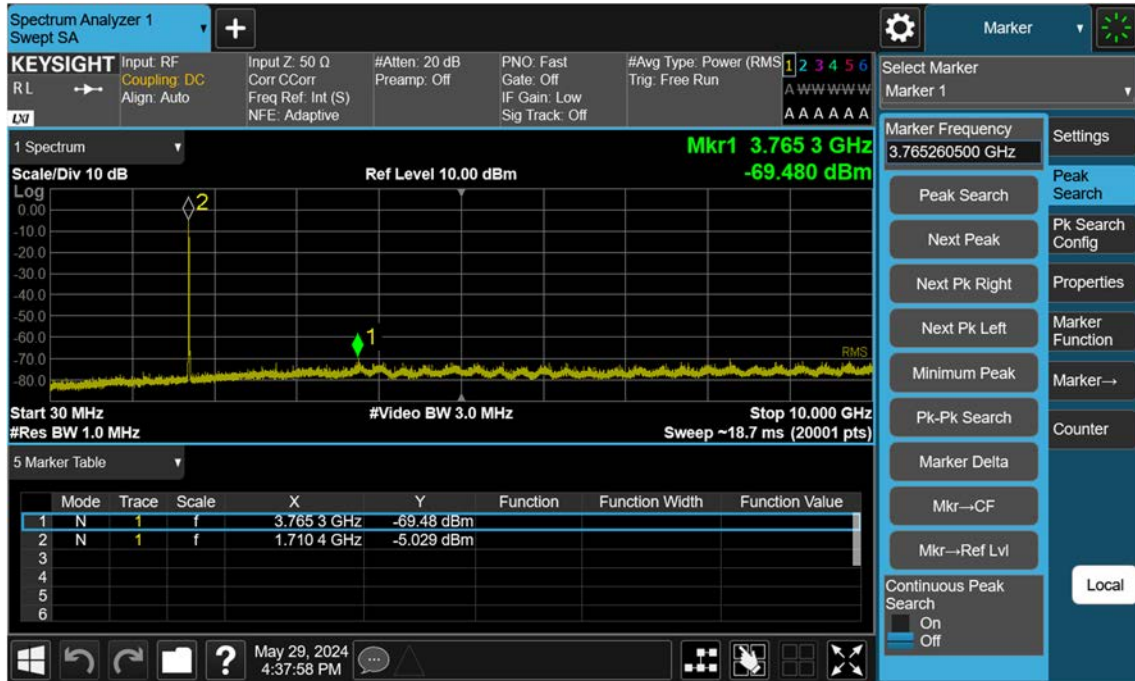 Spectrum Analyzer 1
Swept SA
+
Marker
KEYSIGHT
R L
LXI
Input: RF
Coupling: DC
Align: Auto
Input Z: 50 Ω
Corr CCorr
Freq Ref: Int (S)
NFE: Adaptive
#Atten: 20 dB
Preamp: Off
PNO: Fast
Gate: Off
IF Gain: Low
Sig Track: Off
#Avg Type: Power (RMS
Trig: Free Run
1 2 3 4 5 6
A W W W W W
A A A A A A
Select Marker
Marker 1
1 Spectrum
Mkr1 3.765 3 GHz
-69.480 dBm
Scale/Div 10 dB
Ref Level 10.00 dBm
Log
0.00
-10.0
-20.0
-30.0
-40.0
-50.0
-60.0
-70.0
-80.0
2
1
RMS
Start 30 MHz
#Video BW 3.0 MHz
Stop 10.000 GHz
#Res BW 1.0 MHz
Sweep ~18.7 ms (20001 pts)
5 Marker Table
Mode Trace Scale X Y Function Function Width Function Value
1 N 1 f 3.765 3 GHz -69.48 dBm
2 N 1 f 1.710 4 GHz -5.029 dBm
3
4
5
6
Marker Frequency
3.765260500 GHz
Peak Search
Next Peak
Next Pk Right
Next Pk Left
Minimum Peak
Pk-Pk Search
Marker Delta
Mkr→CF
Mkr→Ref Lvl
Continuous Peak
Search
On
Off
Settings
Peak
Search
Pk Search
Config
Properties
Marker
Function
Marker→
Counter
Local
?
May 29, 2024
4:37:58 PM